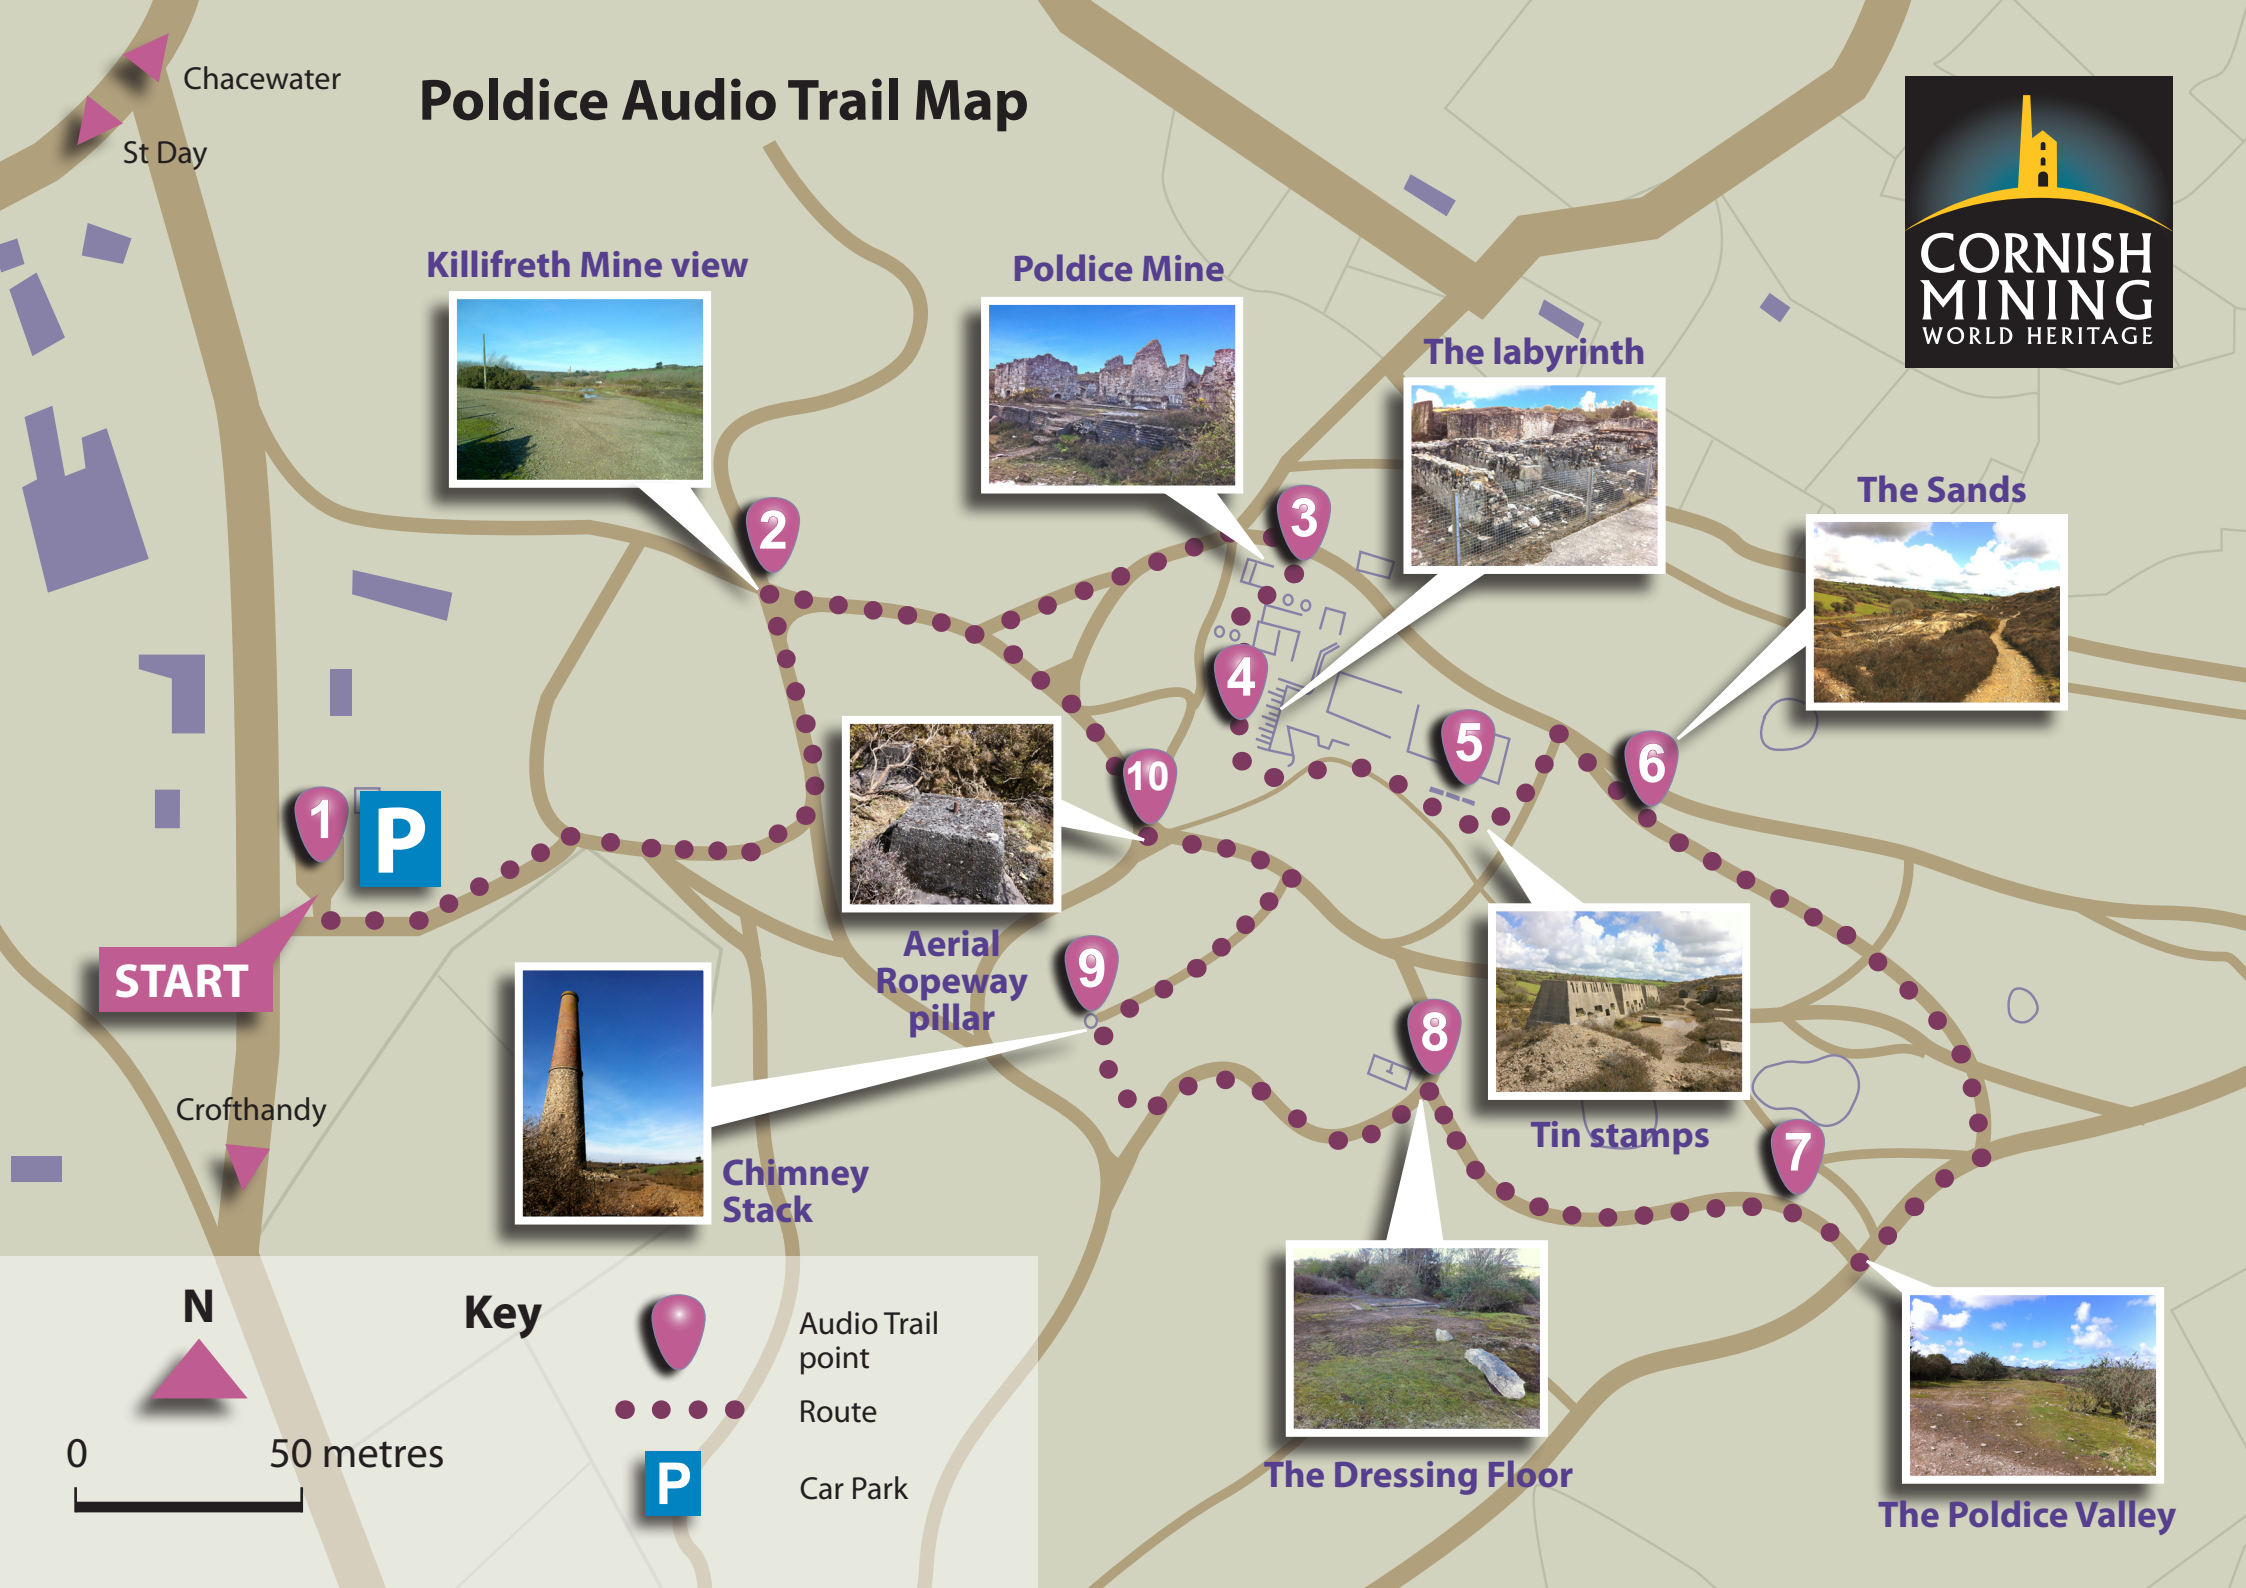 Chacewater
St Day
Poldice Audio Trail Map
CORNISH
MINING
WORLD HERITAGE
Killifreth Mine view
Poldice Mine
The labyrinth
The Sands
2
3
4
5
6
10
1
P
START
Aerial
Ropeway
pillar
9
8
7
Tin stamps
Crofthandy
Chimney
Stack
The Dressing Floor
The Poldice Valley
N
0
50 metres
Key
Audio Trail
point
Route
P
Car Park